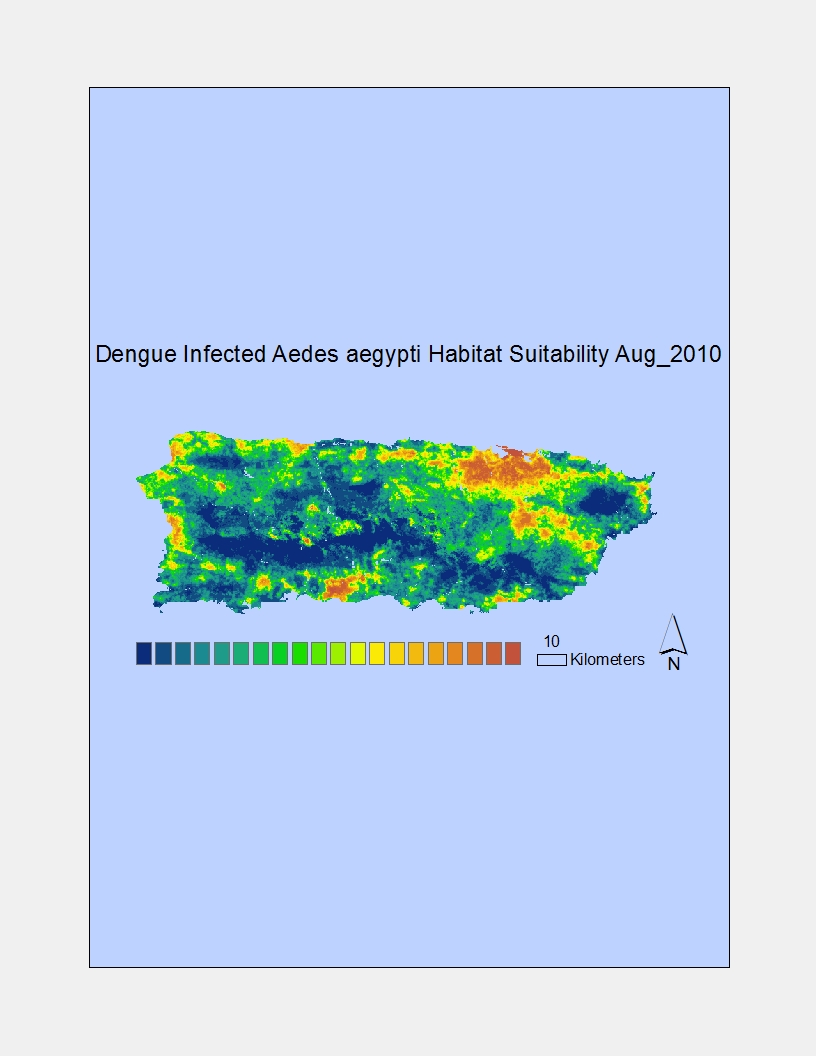 Dengue Infected Aedes aegypti Habitat Suitability Aug_2010
10
Kilometers
N